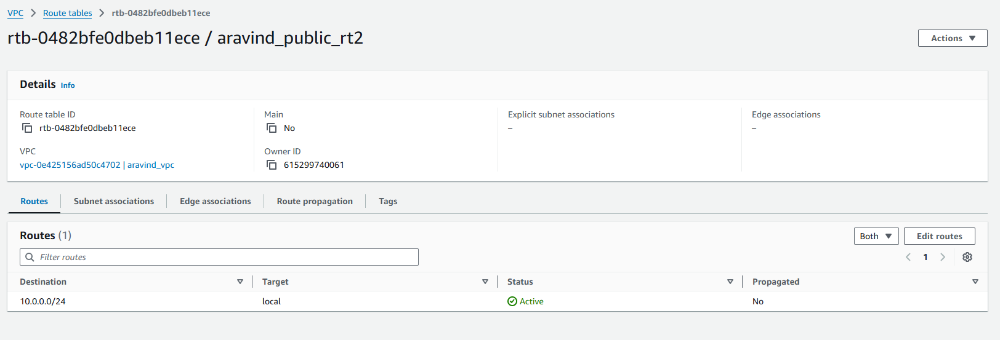 VPC > Route tables > rtb-0482bfe0dbeb11ece
rtb-0482bfe0dbeb11ece / aravind_public_rt2
Actions
Details Info
Route table ID
rtb-0482bfe0dbeb11ece
Main
No
Explicit subnet associations
–
Edge associations
–
VPC
vpc-0e425156ad50c4702 | aravind_vpc
Owner ID
615299740061
Routes Subnet associations Edge associations Route propagation Tags
Routes (1)
Both
Edit routes
Filter routes
1
Destination Target Status Propagated
10.0.0.0/24 local Active No